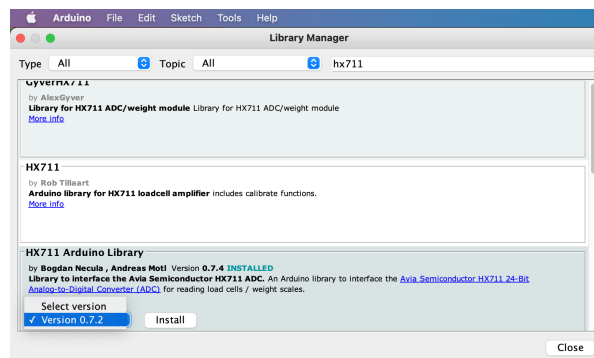 Arduino File Edit Sketch Tools Help
Library Manager
Type All Topic All hx711
GyverHX711
by AlexGyver
Library for HX711 ADC/weight module Library for HX711 ADC/weight module
More info
HX711
by Rob Tillaart
Arduino library for HX711 loadcell amplifier includes calibrate functions.
More info
HX711 Arduino Library
by Bogdan Necula , Andreas Motl Version 0.7.4 INSTALLED
Library to interface the Avia Semiconductor HX711 ADC. An Arduino library to interface the Avia Semiconductor HX711 24-Bit
Analog-to-Digital Converter (ADC) for reading load cells / weight scales.
Select version
✓ Version 0.7.2 Install
Close